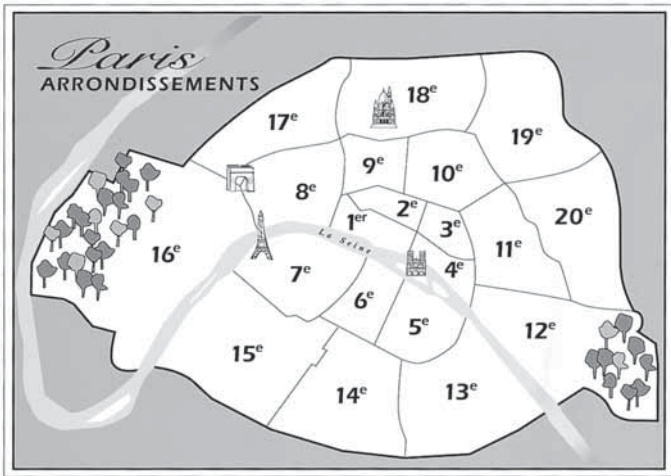 Paris
ARRONDISSEMENTS
18e
17e
19e
9e
10e
8e
2e
20e
1er
3e
La Seine
11e
16e
4e
7e
6e
5e
12e
15e
14e
13e